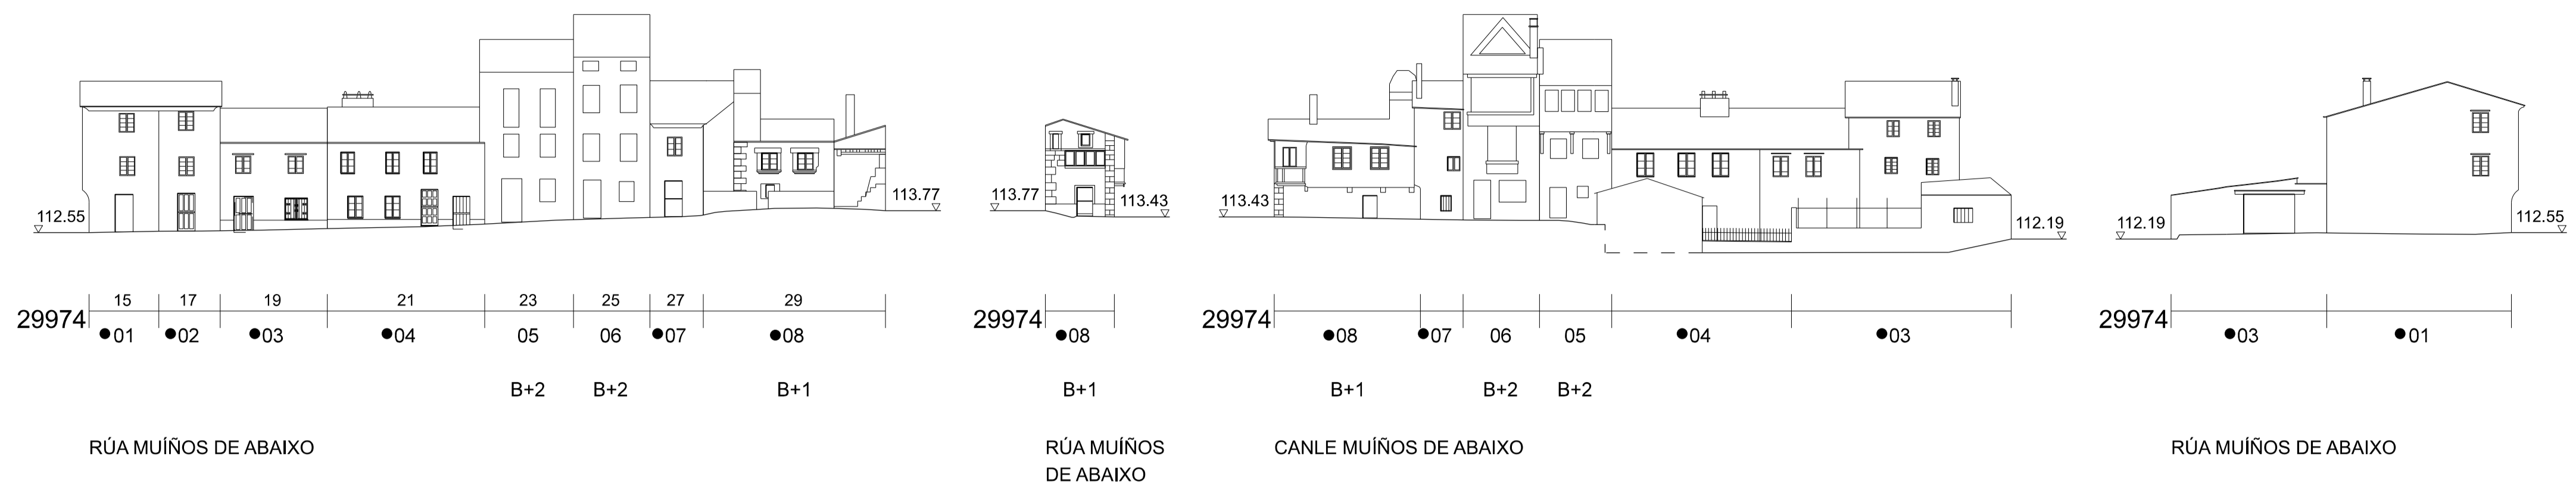 112.55
113.77
15 17 19 21 23 25 27 29
29974
●01 ●02 ●03 ●04 05 06 ●07 ●08
B+2 B+2 B+1
RÚA MUÍÑOS DE ABAIXO
113.77
113.43
29974
●08
B+1
RÚA MUÍÑOS
DE ABAIXO
113.43
112.19
29974
●08 ●07 06 05 ●04 ●03
B+1 B+2 B+2
CANLE MUÍÑOS DE ABAIXO
112.19
112.55
29974
●03 ●01
RÚA MUÍÑOS DE ABAIXO